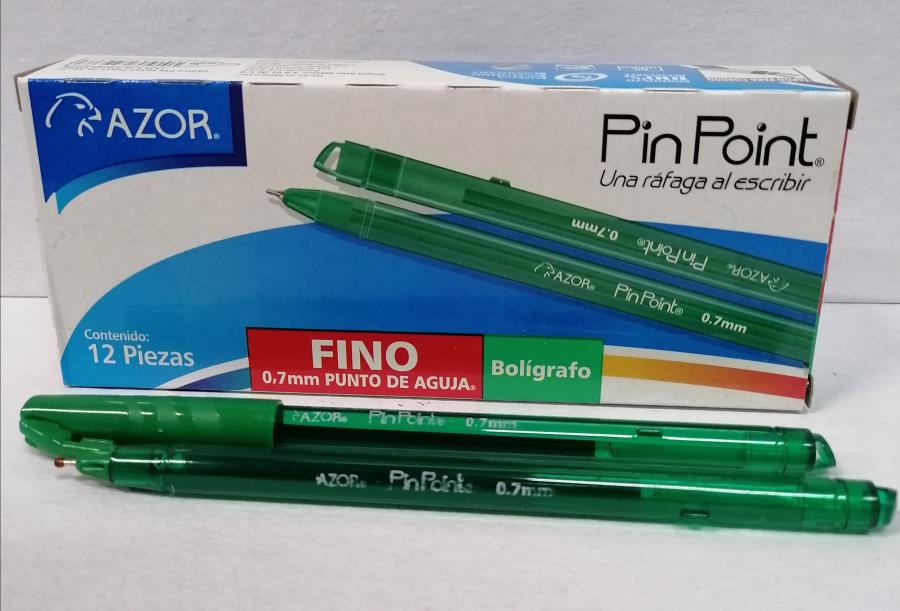 AZOR®
Pin Point®
Una ráfaga al escribir
0.7mm Pin Point® AZOR®
AZOR® Pin Point® 0.7mm
Contenido:
12 Piezas
FINO
0,7mm PUNTO DE AGUJA®
Bolígrafo
AZOR® Pin Point® 0.7mm
AZOR® Pin Point® 0.7mm